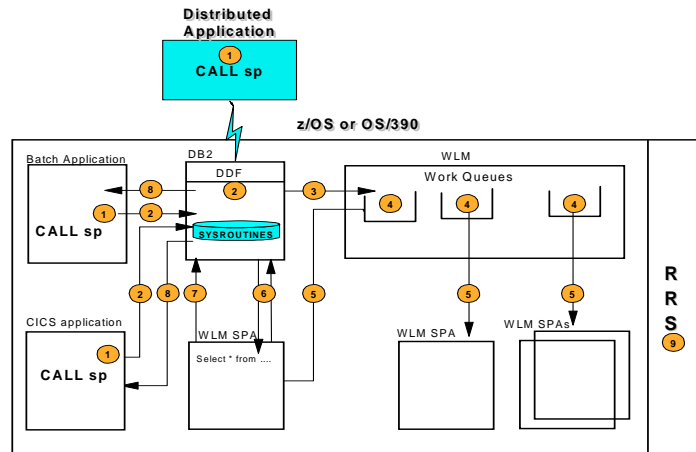 Distributed
Application
1
CALL sp
z/OS or OS/390
DB2
WLM
Batch Application
DDF
Work Queues
8
2
3
4
4
4
1
2
CALL sp
SYSROUTINES
2
8
7
6
5
5
5
R
R
S
9
CICS application
WLM SPA
WLM SPA
WLM SPAs
1
Select * from ....
CALL sp